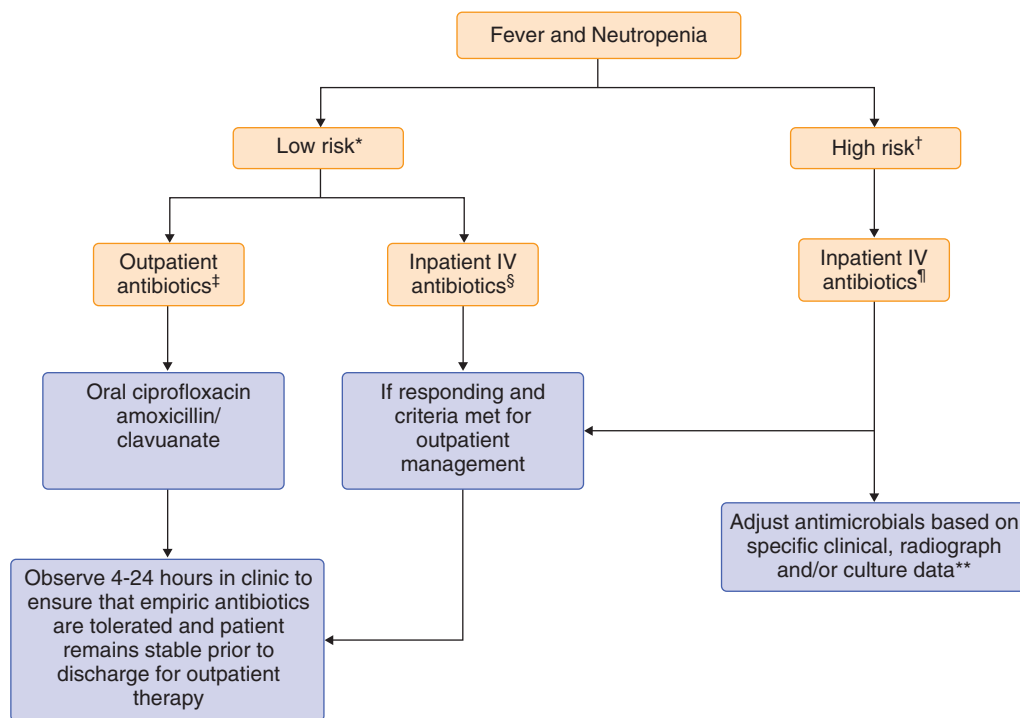 Fever and Neutropenia
Low risk*
High risk†
Outpatient
antibiotics‡
Inpatient IV
antibiotics§
Inpatient IV
antibiotics¶
Oral ciprofloxacin
amoxicillin/
clavuanate
If responding and
criteria met for
outpatient
management
Adjust antimicrobials based on
specific clinical, radiograph
and/or culture data**
Observe 4-24 hours in clinic to
ensure that empiric antibiotics
are tolerated and patient
remains stable prior to
discharge for outpatient
therapy